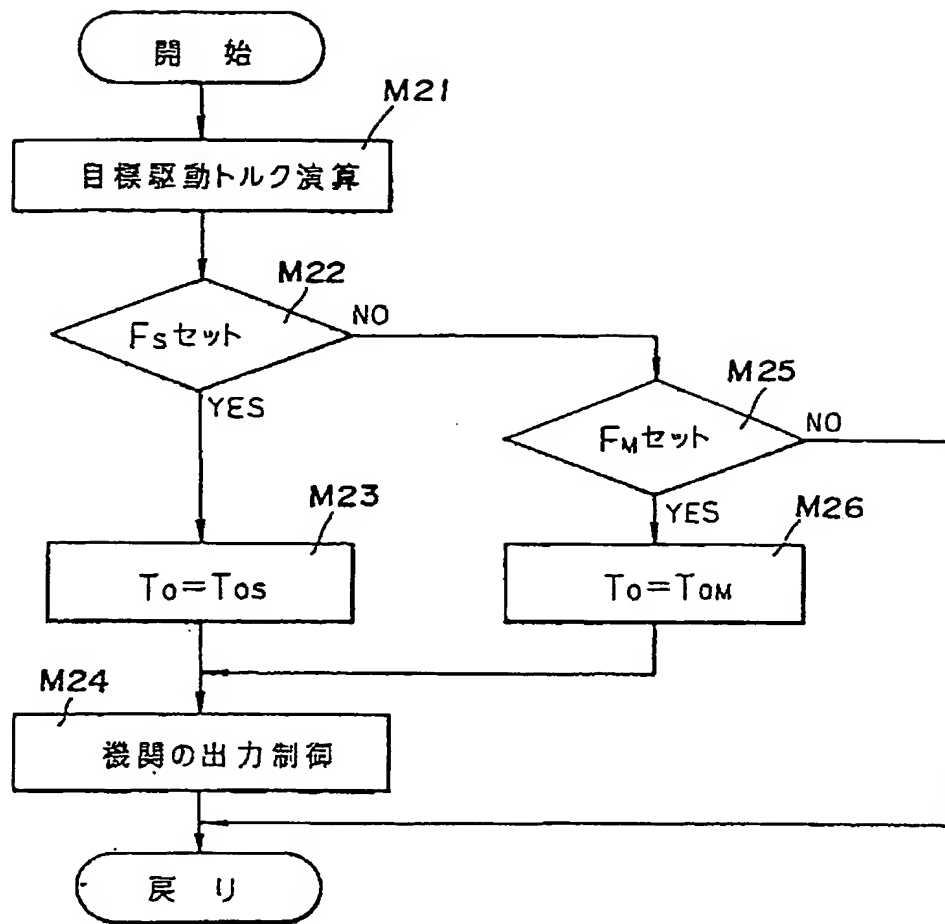 開始
M21
目標駆動トルク演算
M22
FSセット
NO
YES
M25
FMセット
NO
YES
M23
TO=TOS
M26
TO=TOM
M24
機関の出力制御
戻り